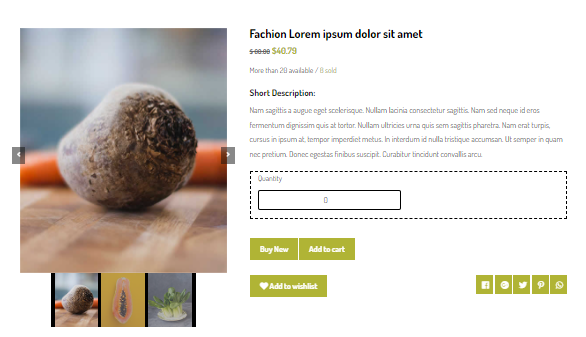 Fachion Lorem ipsum dolor sit amet
$40.79
More than 20 available / 8 sold
Short Description:
Nam sagittis a augue eget scelerisque. Nullam lacinia consectetur sagittis. Nam sed neque id eros
fermentum dignissim quis at tortor. Nullam ultricies urna quis sem sagittis pharetra. Nam erat turpis,
cursus in ipsum at, tempor imperdiet metus. In interdum id nulla tristique accumsan. Ut semper in quam
nec pretium. Donec egestas finibus suscipit. Curabitur tincidunt convallis arcu.
Quantity
0
Buy Now Add to cart
Add to wishlist